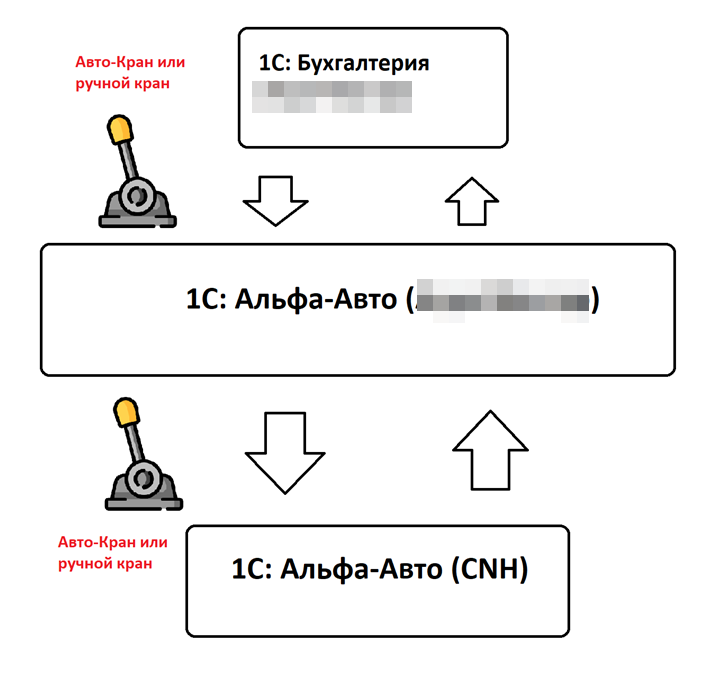 Авто-Кран или
ручной кран
1С: Бухгалтерия
1С: Альфа-Авто ( )
Авто-Кран или
ручной кран
1С: Альфа-Авто (CNH)